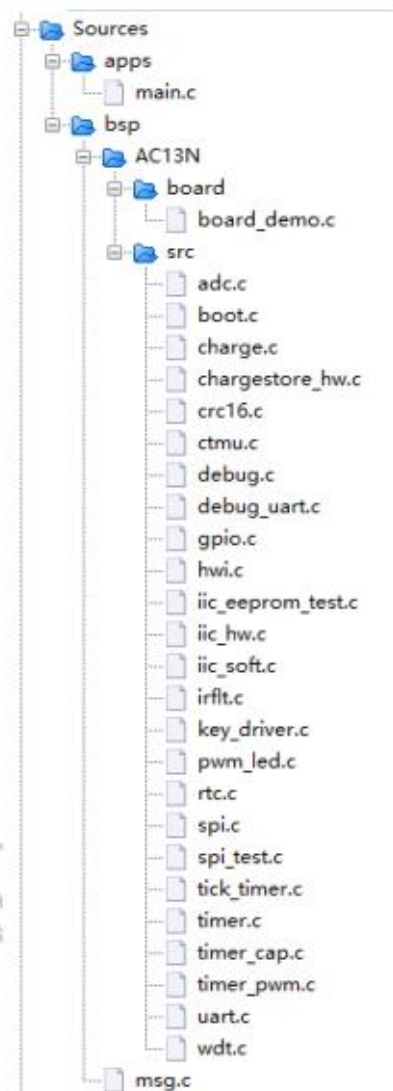 Sources
apps
main.c
bsp
AC13N
board
board_demo.c
src
adc.c
boot.c
charge.c
chargestore_hw.c
crc16.c
ctmu.c
debug.c
debug_uart.c
gpio.c
hwi.c
iic_eeprom_test.c
iic_hw.c
iic_soft.c
irflt.c
key_driver.c
pwm_led.c
rtc.c
spi.c
spi_test.c
tick_timer.c
timer.c
timer_cap.c
timer_pwm.c
uart.c
wdt.c
msg.c